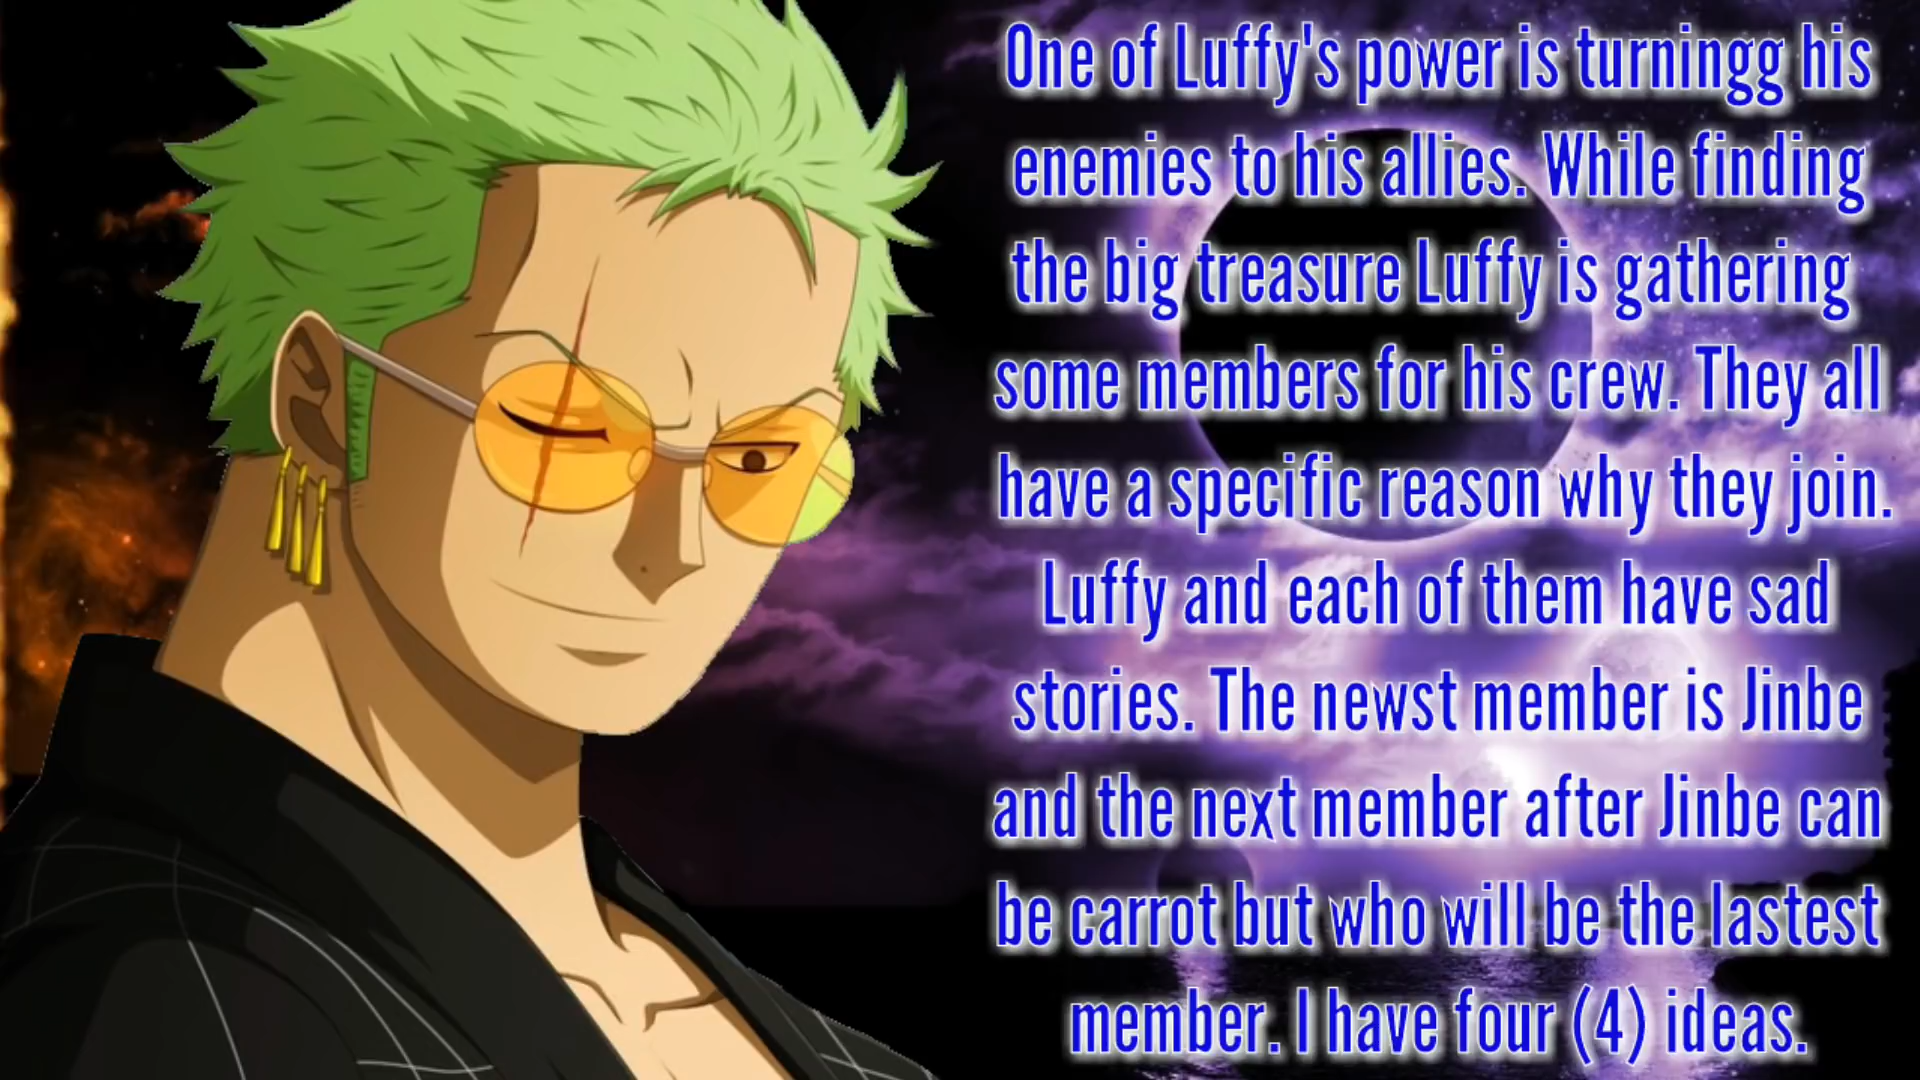 One of Luffy's power is turningg his
enemies to his allies. While finding
the big treasure Luffy is gathering
some members for his crew. They all
have a specific reason why they join.
Luffy and each of them have sad
stories. The newst member is Jinbe
and the next member after Jinbe can
be carrot but who will be the lastest
member. I have four (4) ideas.